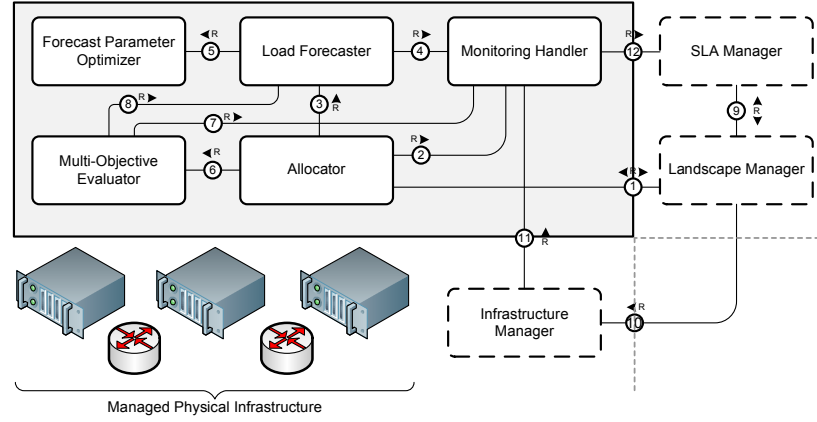 Forecast Parameter
Optimizer
R
5
Load Forecaster
R
4
Monitoring Handler
R
12
SLA Manager
8
R
3
R
7
R
9
R
Multi-Objective
Evaluator
R
6
Allocator
R
2
R
1
Landscape Manager
11
R
Infrastructure
Manager
R
10
Managed Physical Infrastructure